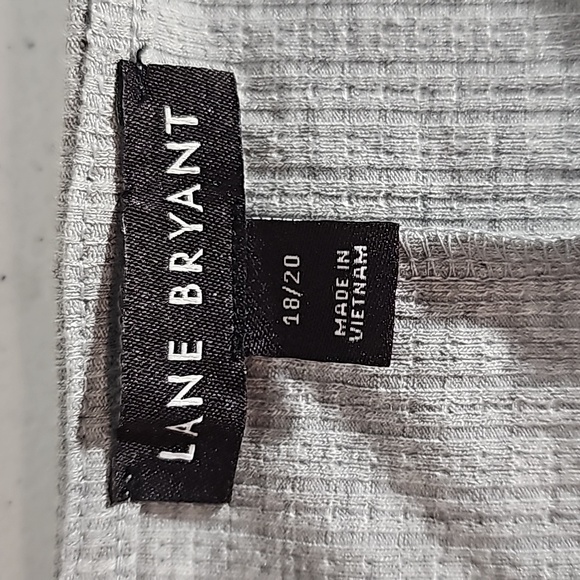 LANE BRYANT
18/20
MADE IN
VIETNAM